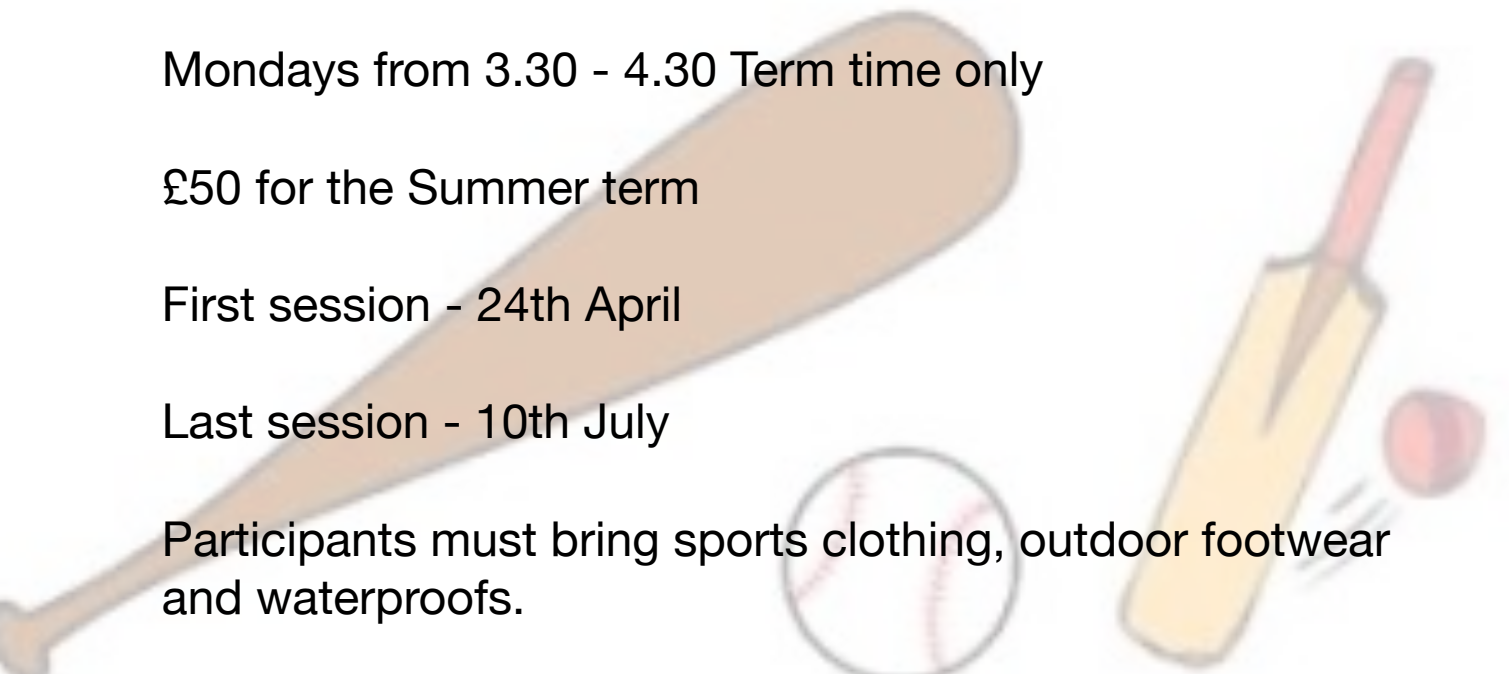 Mondays from 3.30 - 4.30 Term time only
£50 for the Summer term
First session - 24th April
Last session - 10th July
Participants must bring sports clothing, outdoor footwear
and waterproofs.